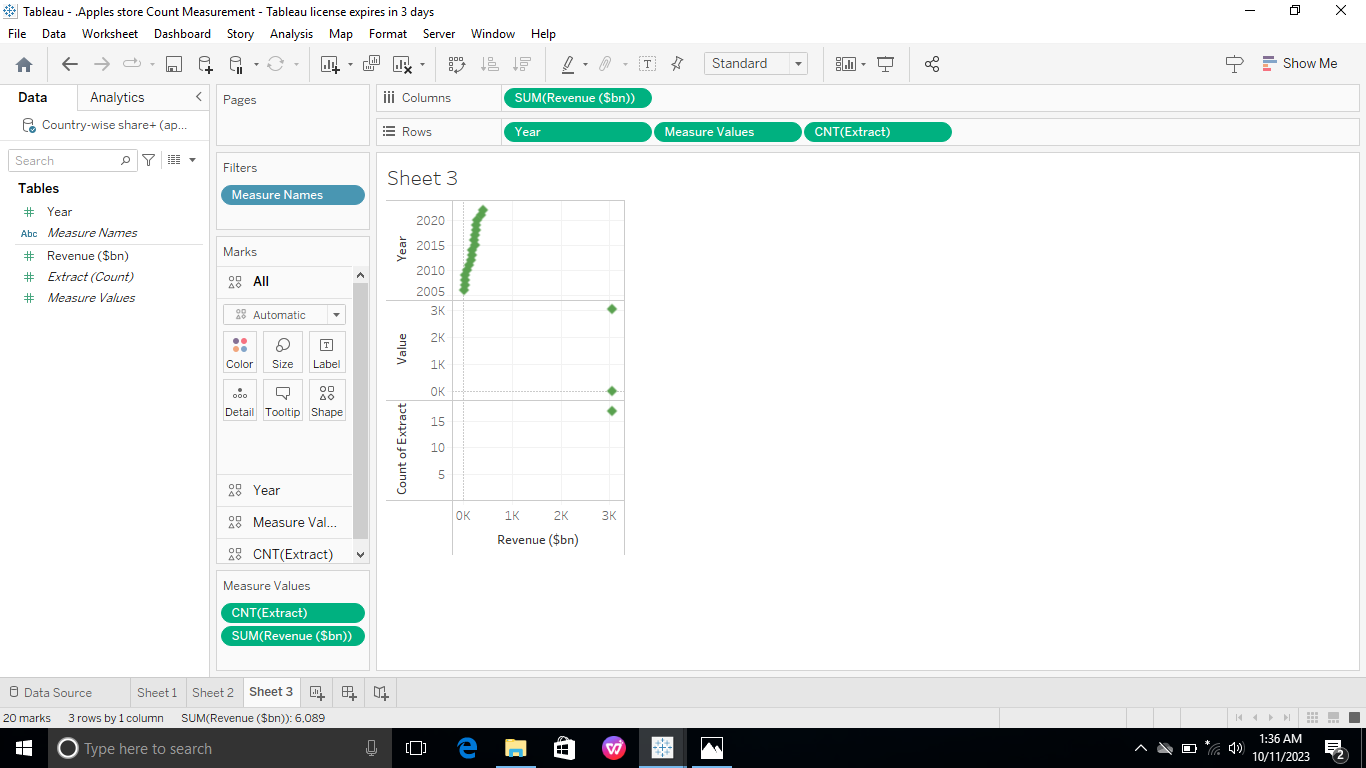 Tableau - .Apples store Count Measurement - Tableau license expires in 3 days
File Data Worksheet Dashboard Story Analysis Map Format Server Window Help
Standard
Show Me
Data Analytics
Country-wise share+ (ap...
Search
Tables
Year
Abc Measure Names
Revenue ($bn)
Extract (Count)
Measure Values
Pages
Filters
Measure Names
Marks
All
Automatic
Color Size Label
Detail Tooltip Shape
Year
Measure Val...
CNT(Extract)
Measure Values
CNT(Extract)
SUM(Revenue ($bn))
Columns SUM(Revenue ($bn))
Rows Year Measure Values CNT(Extract)
Sheet 3
Year
2020
2015
2010
2005
Value
3K
2K
1K
0K
Count of Extract
15
10
5
0K 1K 2K 3K
Revenue ($bn)
Data Source Sheet 1 Sheet 2 Sheet 3
20 marks 3 rows by 1 column SUM(Revenue ($bn)): 6,089
Type here to search
1:36 AM
10/11/2023
2